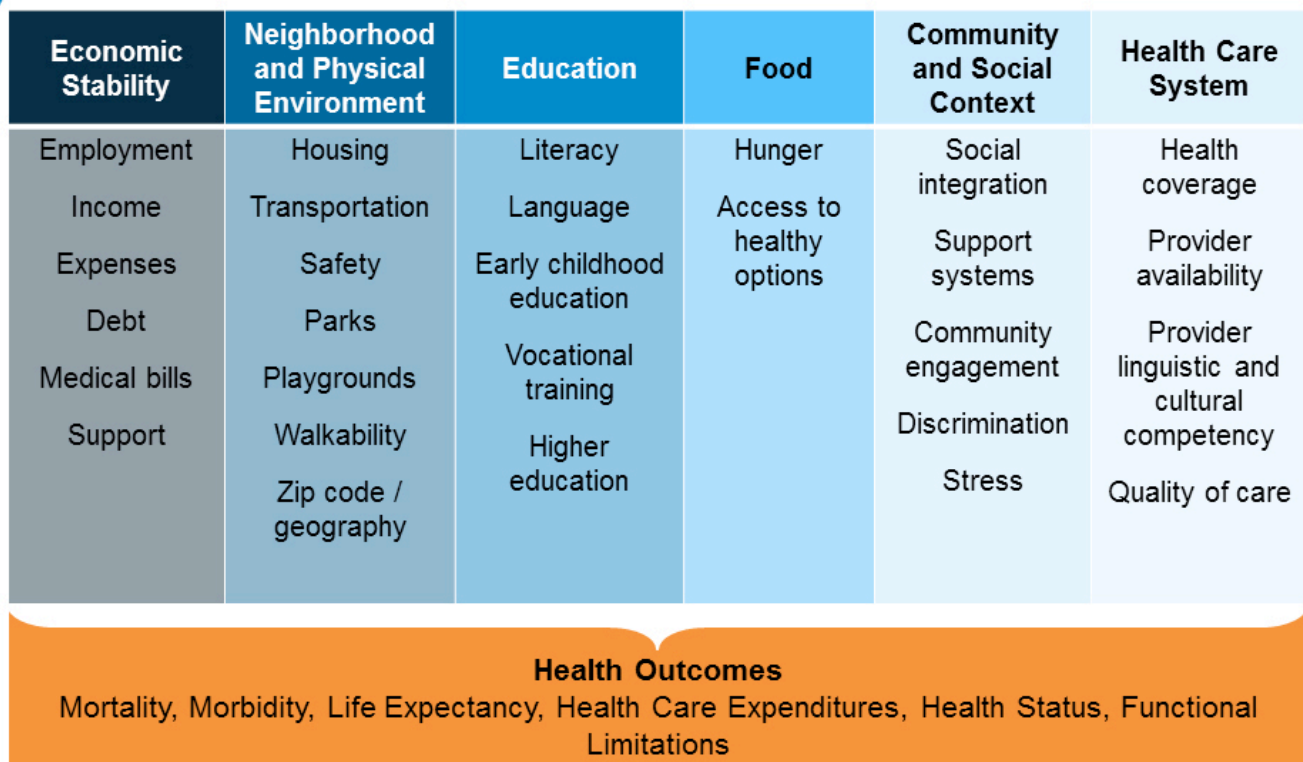 Economic
Stability
Neighborhood
and Physical
Environment
Education
Food
Community
and Social
Context
Health Care
System
Employment
Income
Expenses
Debt
Medical bills
Support
Housing
Transportation
Safety
Parks
Playgrounds
Walkability
Zip code /
geography
Literacy
Language
Early childhood
education
Vocational
training
Higher
education
Hunger
Access to
healthy
options
Social
integration
Support
systems
Community
engagement
Discrimination
Stress
Health
coverage
Provider
availability
Provider
linguistic and
cultural
competency
Quality of care
Health Outcomes
Mortality, Morbidity, Life Expectancy, Health Care Expenditures, Health Status, Functional
Limitations